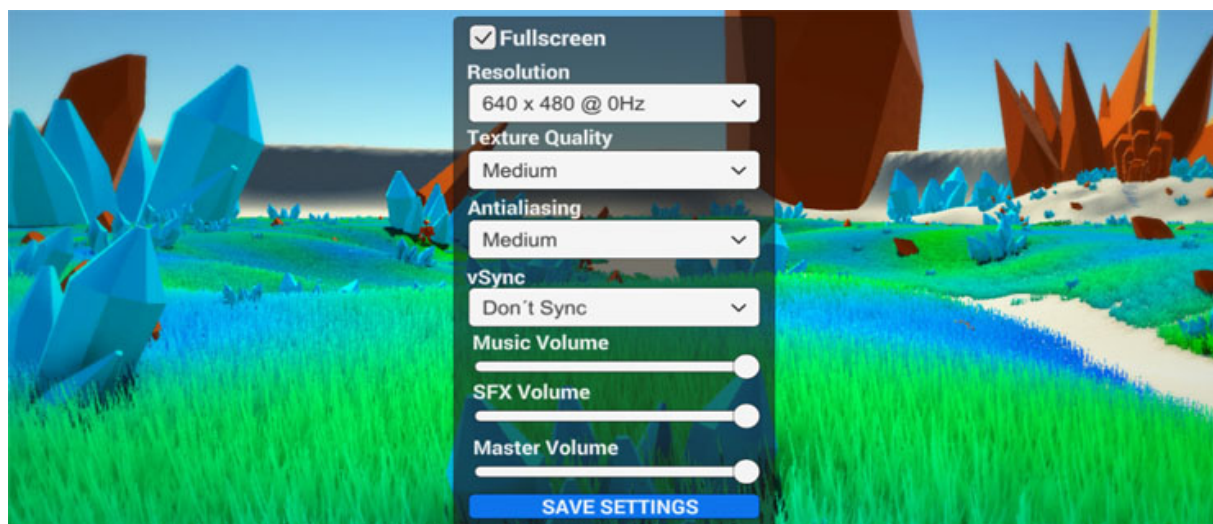 Fullscreen
Resolution
640 x 480 @ 0Hz
Texture Quality
Medium
Antialiasing
Medium
vSync
Don´t Sync
Music Volume
SFX Volume
Master Volume
SAVE SETTINGS